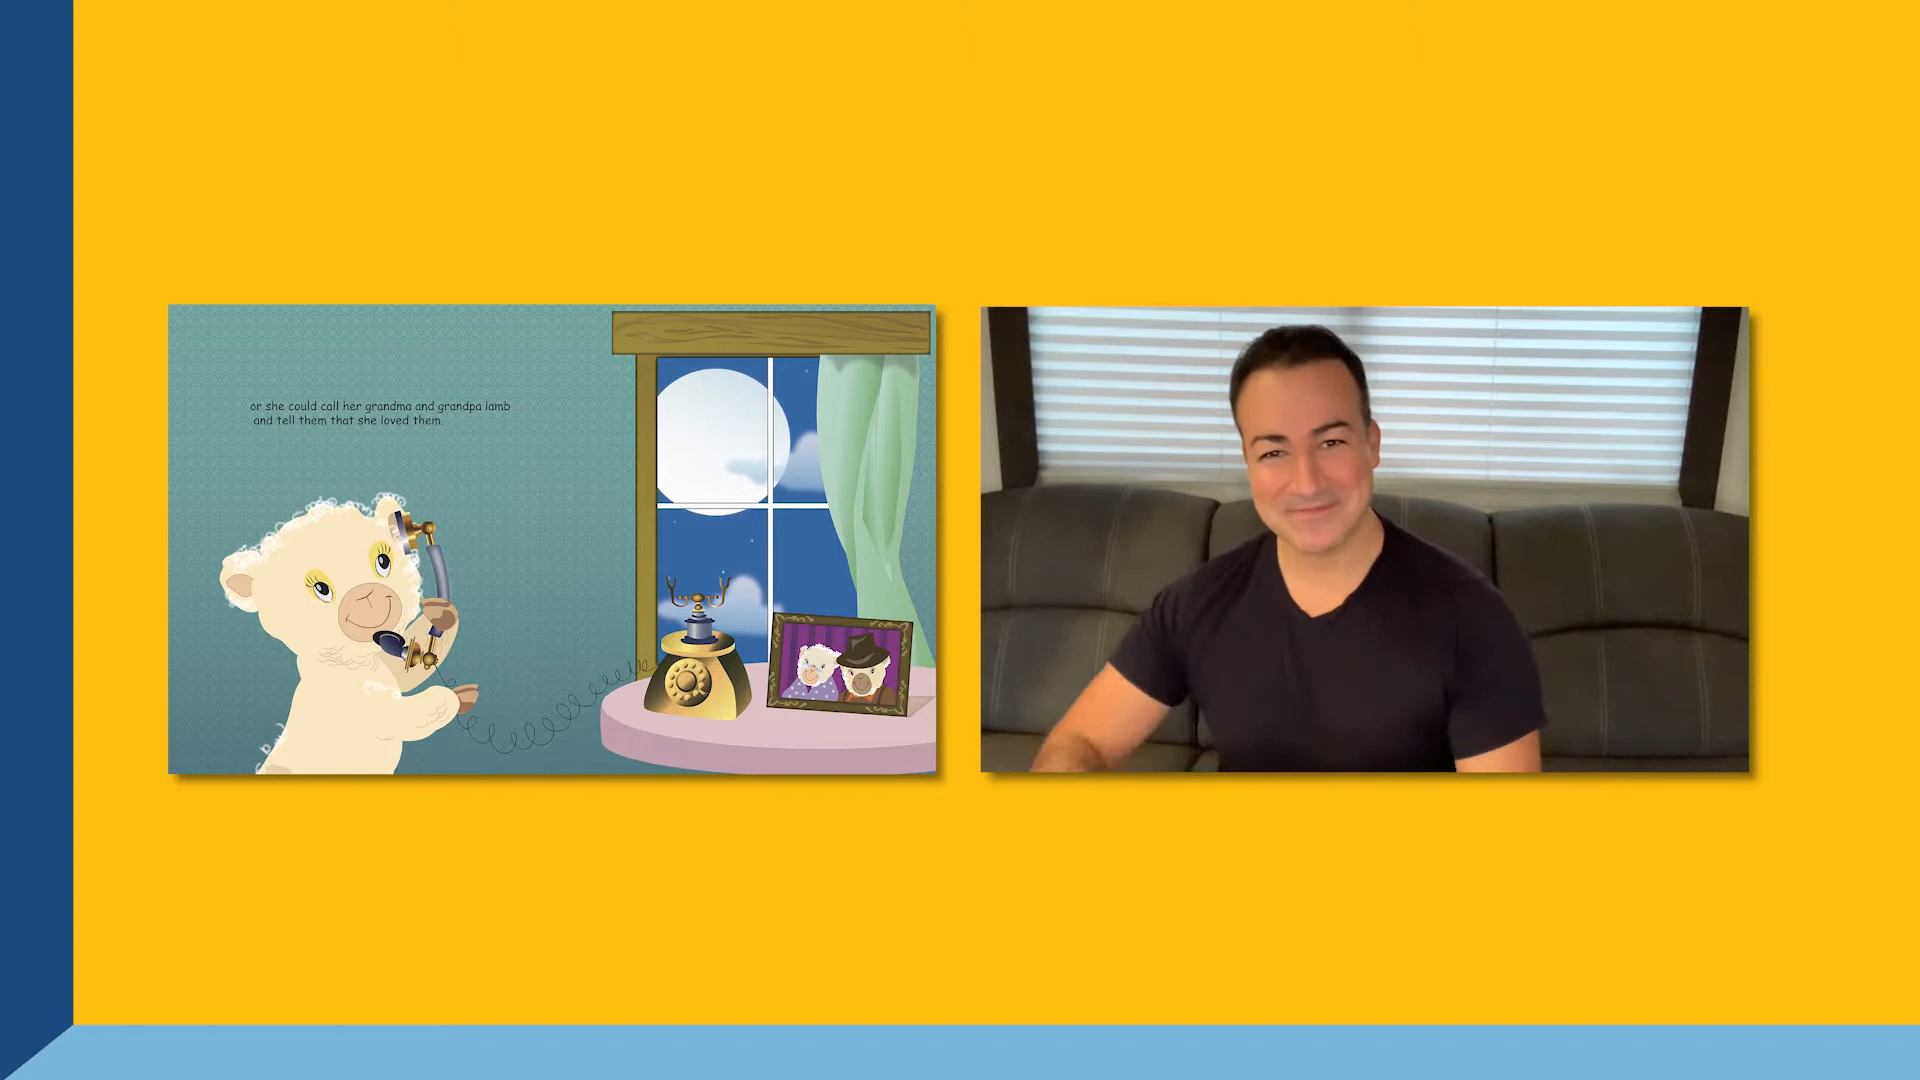 or she could call her grandma and grandpa lamb
and tell them that she loved them.